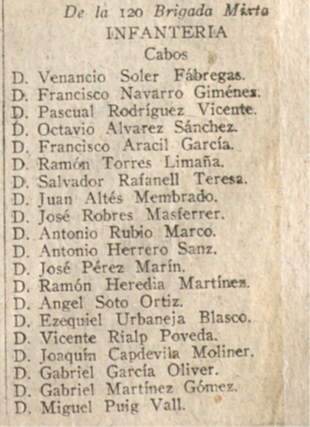 De la 120 Brigada Mixta
INFANTERIA
Cabos
D. Venancio Soler Fábregas.
D. Francisco Navarro Giménez.
D. Pascual Rodríguez Vicente.
D. Octavio Alvarez Sánchez.
D. Francisco Aracil García.
D. Ramón Torres Limaña.
D. Salvador Rafanell Teresa.
D. Juan Altés Membrado.
D. José Robres Masferrer.
D. Antonio Rubio Marco.
D. Antonio Herrero Sanz.
D. José Pérez Marín.
D. Ramón Heredia Martínez.
D. Angel Soto Ortiz.
D. Ezequiel Urbaneja Blasco.
D. Vicente Rialp Poveda.
D. Joaquín Capdevila Moliner.
D. Gabriel García Oliver.
D. Gabriel Martínez Gómez.
D. Miguel Puig Vall.